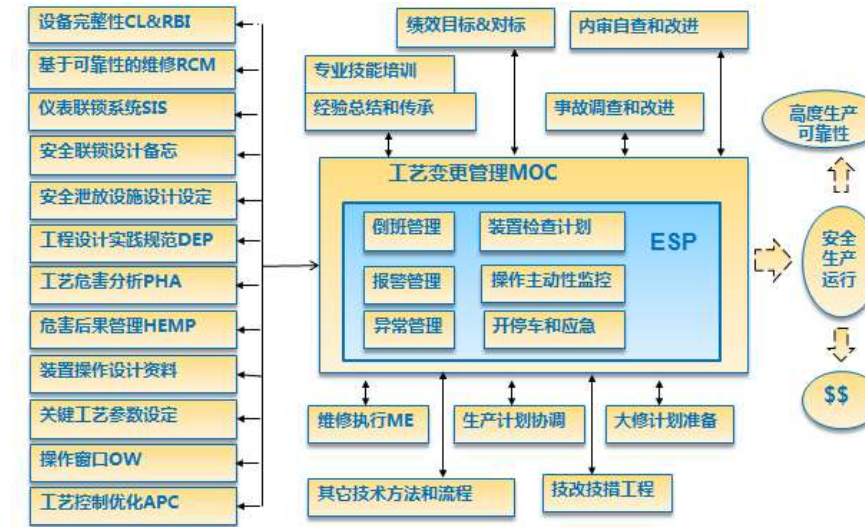 设备完整性CL&RBI
基于可靠性的维修RCM
仪表联锁系统SIS
安全联锁设计备忘
安全泄放设施设计设定
工程设计实践规范DEP
工艺危害分析PHA
危害后果管理HEMP
装置操作设计资料
关键工艺参数设定
操作窗口OW
工艺控制优化APC
绩效目标&对标
内审自查和改进
专业技能培训
经验总结和传承
事故调查和改进
工艺变更管理MOC
ESP
倒班管理
装置检查计划
报警管理
操作主动性监控
异常管理
开停车和应急
维修执行ME
生产计划协调
大修计划准备
其它技术方法和流程
技改技措工程
高度生产
可靠性
安全
生产
运行
$$